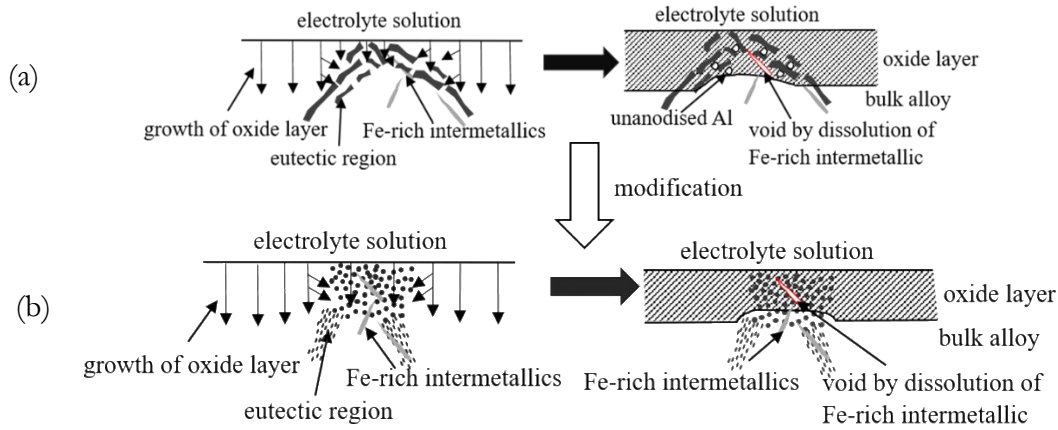 electrolyte solution
electrolyte solution
(a)
oxide layer
bulk alloy
growth of oxide layer
Fe-rich intermetallics
eutectic region
unanodised Al
void by dissolution of
Fe-rich intermetallic
modification
electrolyte solution
electrolyte solution
(b)
oxide layer
bulk alloy
growth of oxide layer
Fe-rich intermetallics
eutectic region
Fe-rich intermetallics
void by dissolution of
Fe-rich intermetallic